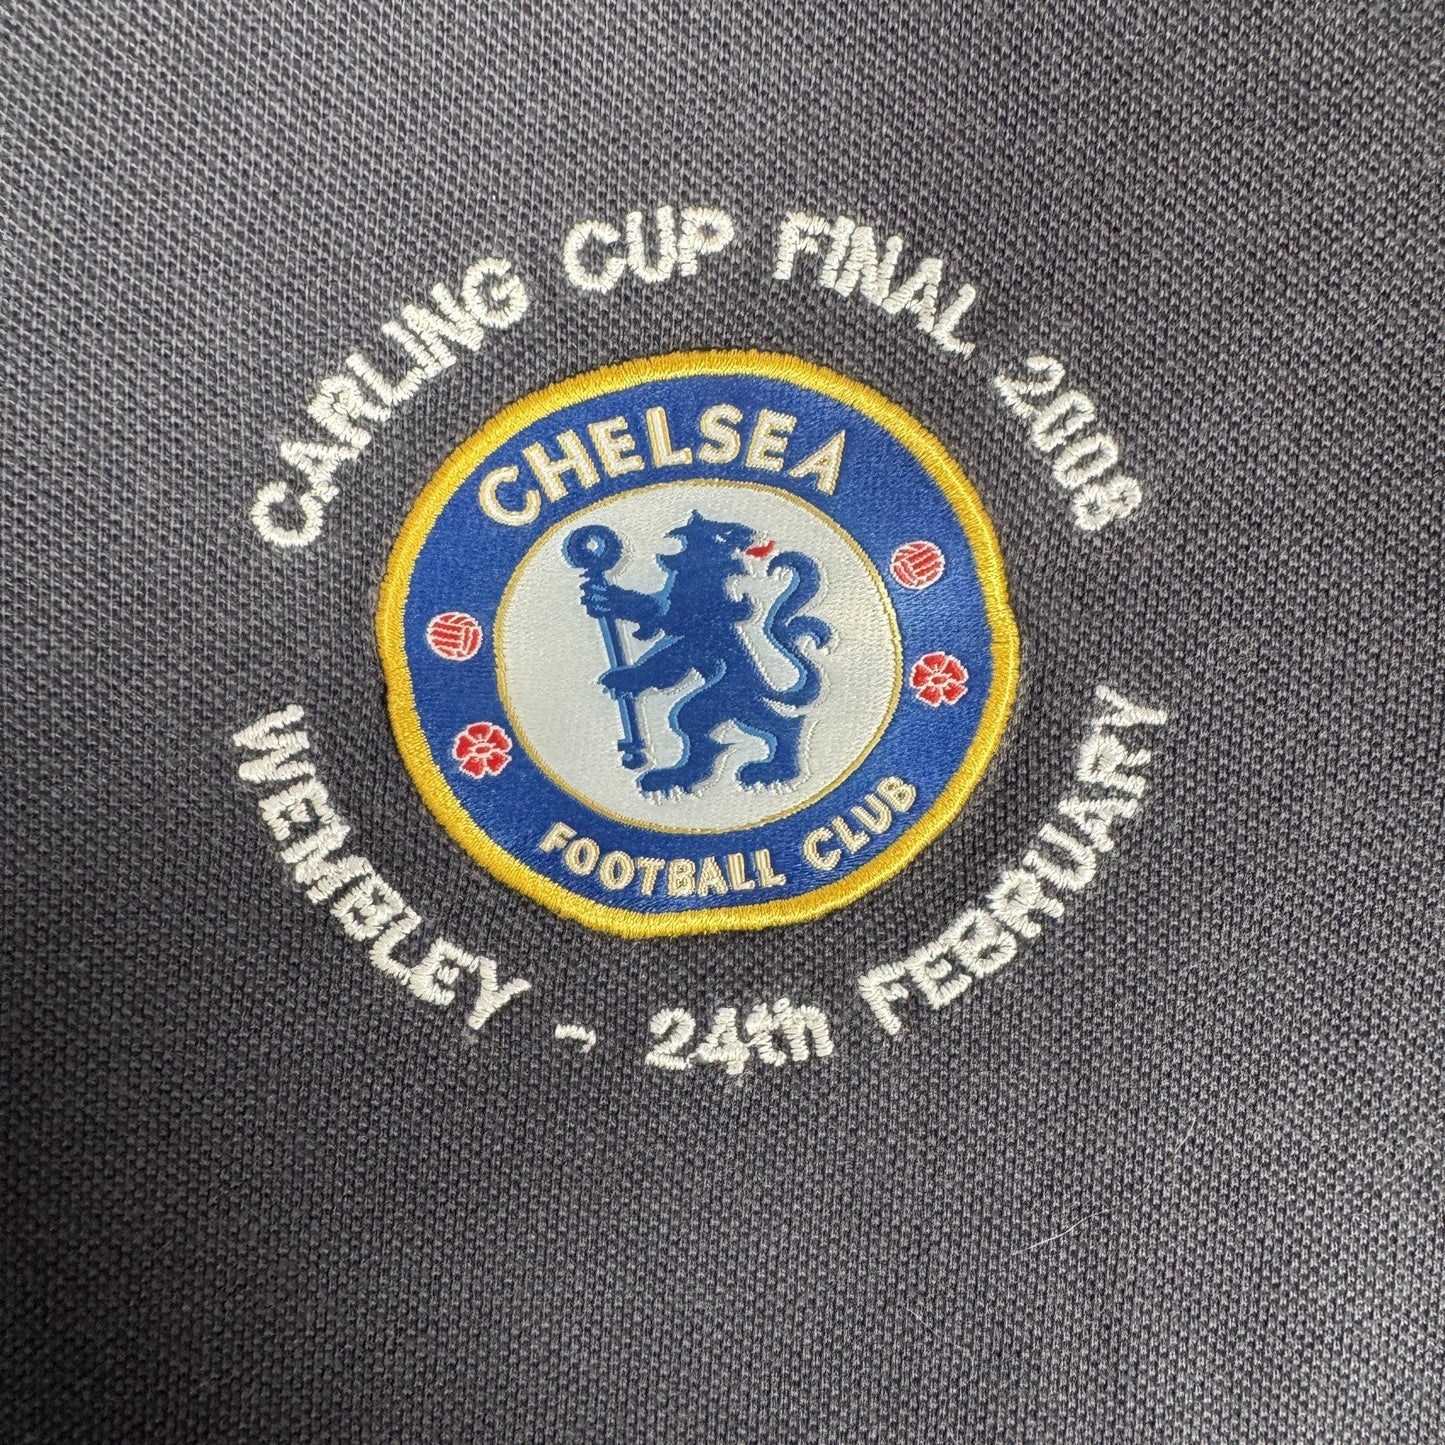 CARLING CUP FINAL 2008
CHELSEA
FOOTBALL CLUB
WEMBLEY - 24th FEBRUARY